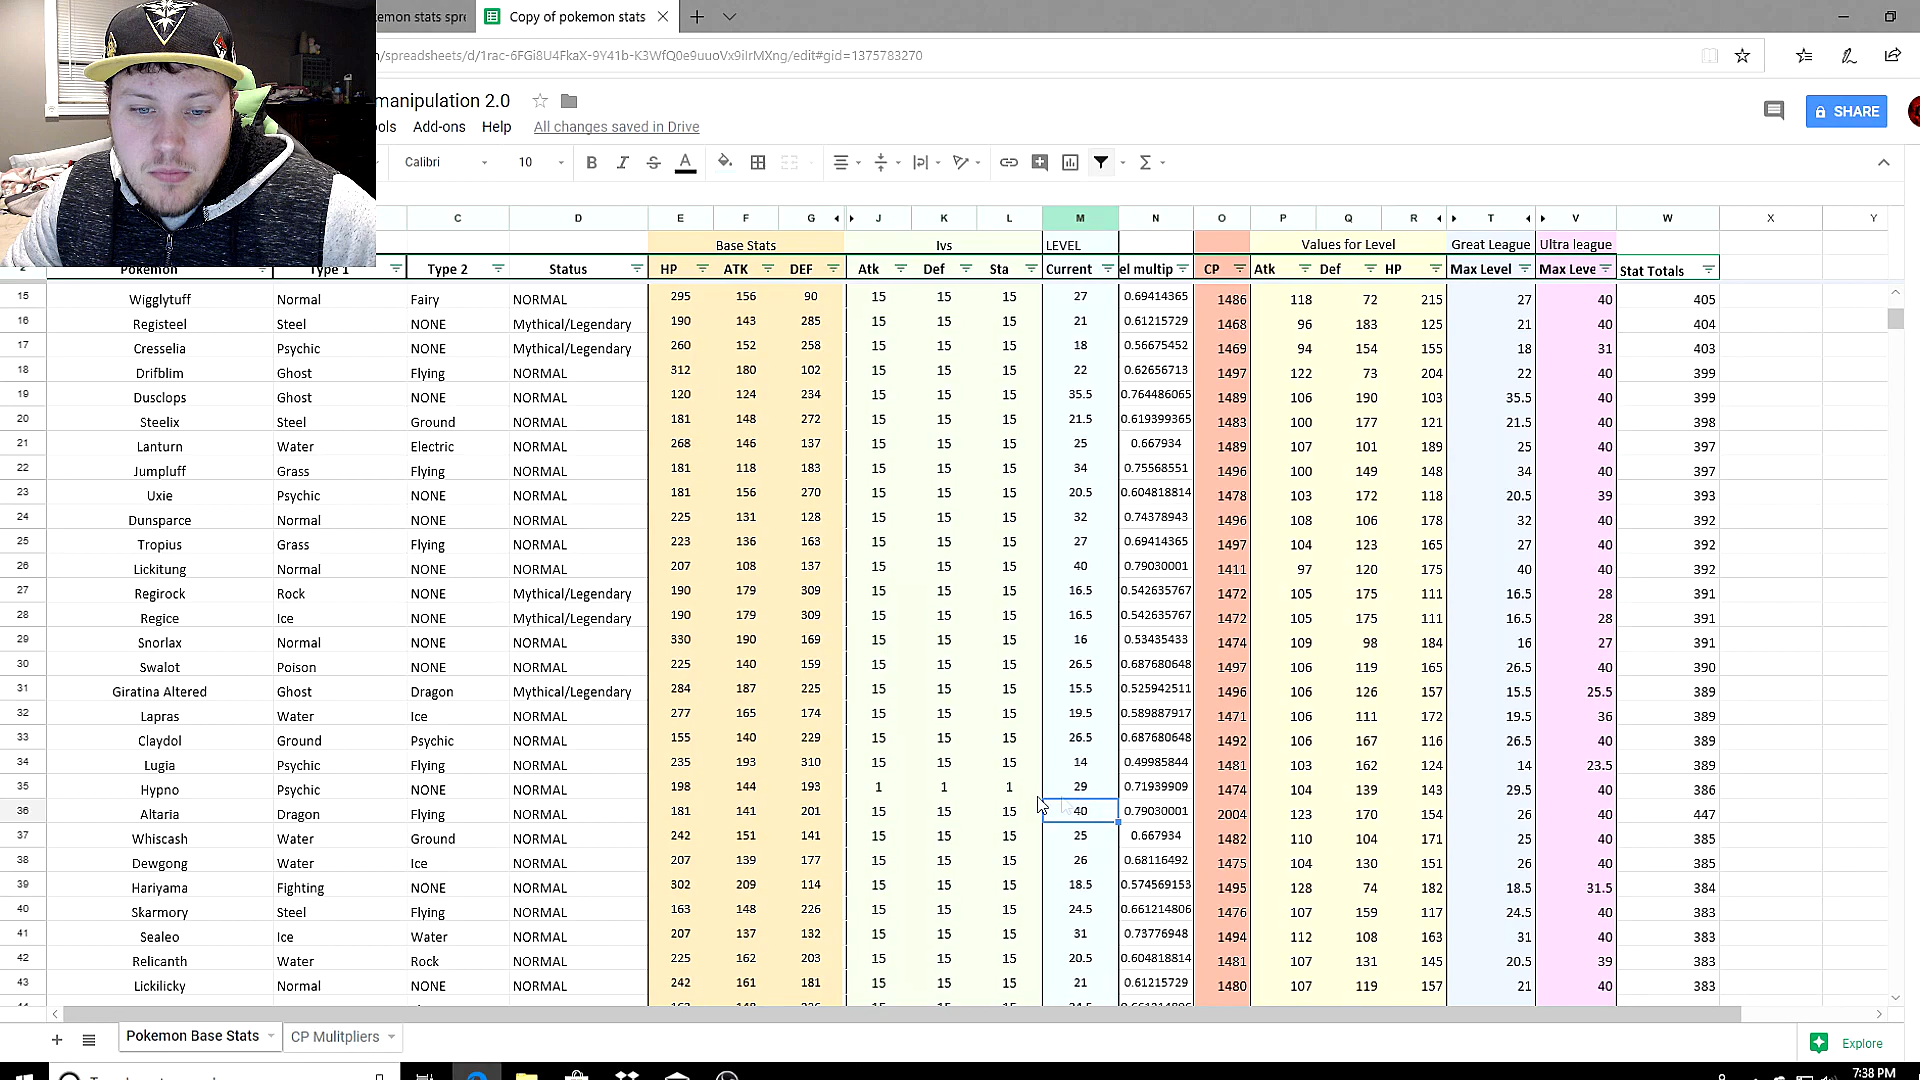 emon stats spre Copy of pokemon stats
/spreadsheets/d/1rac-6FGi8U4FkaX-9Y41b-K3WfQ0e9uuoVx9iIrMXng/edit#gid=1375783270
manipulation 2.0
ols Add-ons Help All changes saved in Drive SHARE
Calibri 10
C D E F G J K L M N O P Q R T V W X Y
Base Stats Ivs LEVEL Values for Level Great League Ultra league
2 Pokemon Type 1 Type 2 Status HP ATK DEF Atk Def Sta Current el multip CP Atk Def HP Max Level Max Leve Stat Totals
15 Wigglytuff Normal Fairy NORMAL 295 156 90 15 15 15 27 0.69414365 1486 118 72 215 27 40 405
16 Registeel Steel NONE Mythical/Legendary 190 143 285 15 15 15 21 0.61215729 1468 96 183 125 21 40 404
17 Cresselia Psychic NONE Mythical/Legendary 260 152 258 15 15 15 18 0.56675452 1469 94 154 155 18 31 403
18 Drifblim Ghost Flying NORMAL 312 180 102 15 15 15 22 0.62656713 1497 122 73 204 22 40 399
19 Dusclops Ghost NONE NORMAL 120 124 234 15 15 15 35.5 0.764486065 1489 106 190 103 35.5 40 399
20 Steelix Steel Ground NORMAL 181 148 272 15 15 15 21.5 0.619399365 1483 100 177 121 21.5 40 398
21 Lanturn Water Electric NORMAL 268 146 137 15 15 15 25 0.667934 1489 107 101 189 25 40 397
22 Jumpluff Grass Flying NORMAL 181 118 183 15 15 15 34 0.75568551 1496 100 149 148 34 40 397
23 Uxie Psychic NONE NORMAL 181 156 270 15 15 15 20.5 0.604818814 1478 103 172 118 20.5 39 393
24 Dunsparce Normal NONE NORMAL 225 131 128 15 15 15 32 0.74378943 1496 108 106 178 32 40 392
25 Tropius Grass Flying NORMAL 223 136 163 15 15 15 27 0.69414365 1497 104 123 165 27 40 392
26 Lickitung Normal NONE NORMAL 207 108 137 15 15 15 40 0.79030001 1411 97 120 175 40 40 392
27 Regirock Rock NONE Mythical/Legendary 190 179 309 15 15 15 16.5 0.542635767 1472 105 175 111 16.5 28 391
28 Regice Ice NONE Mythical/Legendary 190 179 309 15 15 15 16.5 0.542635767 1472 105 175 111 16.5 28 391
29 Snorlax Normal NONE NORMAL 330 190 169 15 15 15 16 0.53435433 1474 109 98 184 16 27 391
30 Swalot Poison NONE NORMAL 225 140 159 15 15 15 26.5 0.687680648 1497 106 119 165 26.5 40 390
31 Giratina Altered Ghost Dragon Mythical/Legendary 284 187 225 15 15 15 15.5 0.525942511 1496 106 126 157 15.5 25.5 389
32 Lapras Water Ice NORMAL 277 165 174 15 15 15 19.5 0.589887917 1471 106 111 172 19.5 36 389
33 Claydol Ground Psychic NORMAL 155 140 229 15 15 15 26.5 0.687680648 1492 106 167 116 26.5 40 389
34 Lugia Psychic Flying NORMAL 235 193 310 15 15 15 14 0.49985844 1481 103 162 124 14 23.5 389
35 Hypno Psychic NONE NORMAL 198 144 193 1 1 1 29 0.71939909 1474 104 139 143 29.5 40 386
36 Altaria Dragon Flying NORMAL 181 141 201 15 15 15 40 0.79030001 2004 123 170 154 26 40 447
37 Whiscash Water Ground NORMAL 242 151 141 15 15 15 25 0.667934 1482 110 104 171 25 40 385
38 Dewgong Water Ice NORMAL 207 139 177 15 15 15 26 0.68116492 1475 104 130 151 26 40 385
39 Hariyama Fighting NONE NORMAL 302 209 114 15 15 15 18.5 0.574569153 1495 128 74 182 18.5 31.5 384
40 Skarmory Steel Flying NORMAL 163 148 226 15 15 15 24.5 0.661214806 1476 107 159 117 24.5 40 383
41 Sealeo Ice Water NORMAL 207 137 132 15 15 15 31 0.73776948 1494 112 108 163 31 40 383
42 Relicanth Water Rock NORMAL 225 162 203 15 15 15 20.5 0.604818814 1481 107 131 145 20.5 39 383
43 Lickilicky Normal NONE NORMAL 242 161 181 15 15 15 21 0.61215729 1480 107 119 157 21 40 383
Pokemon Base Stats CP Mulitpliers Explore
7:38 PM